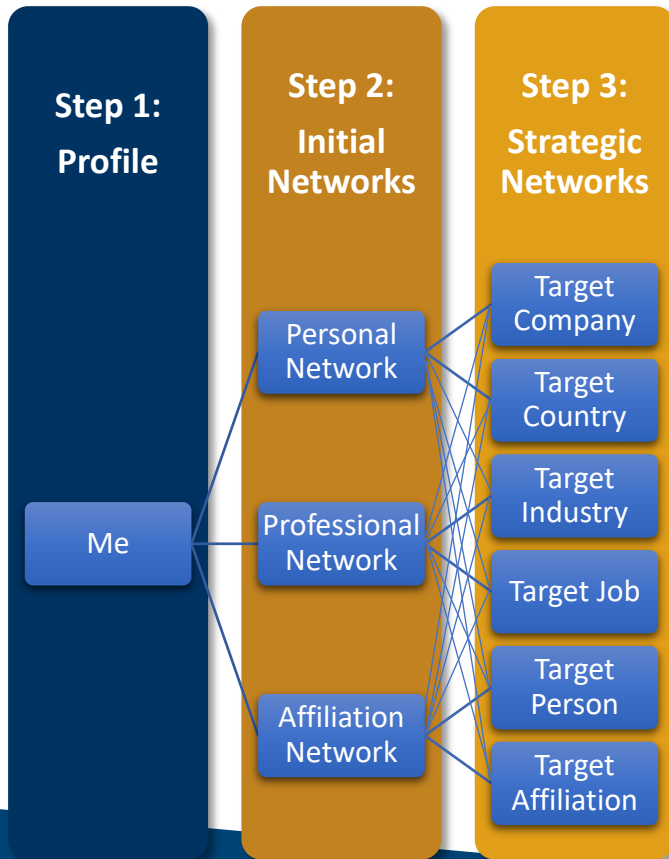 Step 1:
Profile
Me
Step 2:
Initial
Networks
Personal
Network
Professional
Network
Affiliation
Network
Step 3:
Strategic
Networks
Target
Company
Target
Country
Target
Industry
Target Job
Target
Person
Target
Affiliation